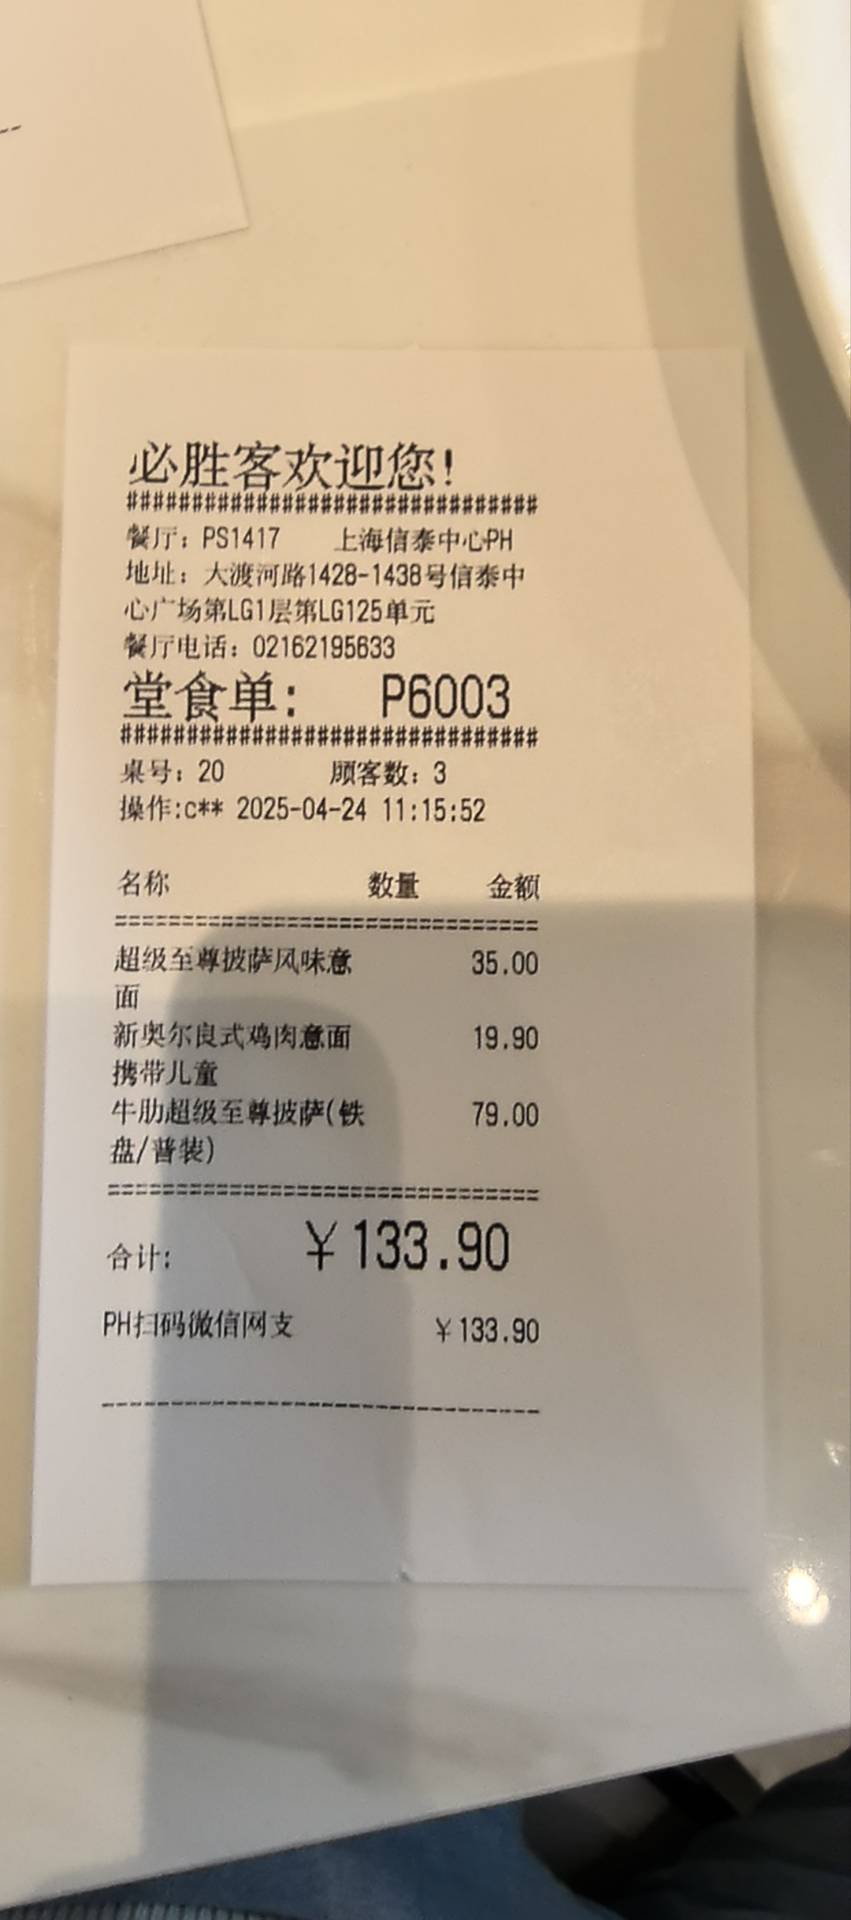 必胜客欢迎您!
################################
餐厅：PS1417 上海信泰中心PH
地址：大渡河路1428-1438号信泰中
心广场第LG1层第LG125单元
餐厅电话：02162195633
堂食单： P6003
################################
桌号：20 顾客数：3
操作:c** 2025-04-24 11:15:52
名称 数量 金额
================================
超级至尊披萨风味意 35.00
面
新奥尔良式鸡肉意面 19.90
携带儿童
牛肋超级至尊披萨(铁 79.00
盘/普装)
================================
合计: ￥133.90
PH扫码微信网支 ￥133.90
--------------------------------